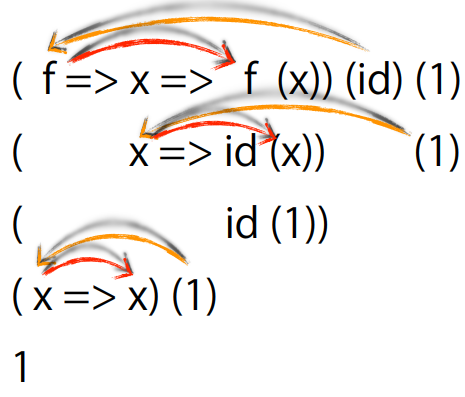 ( f => x => f (x)) (id) (1)
( x => id (x)) (1)
( id (1))
( x => x) (1)
1